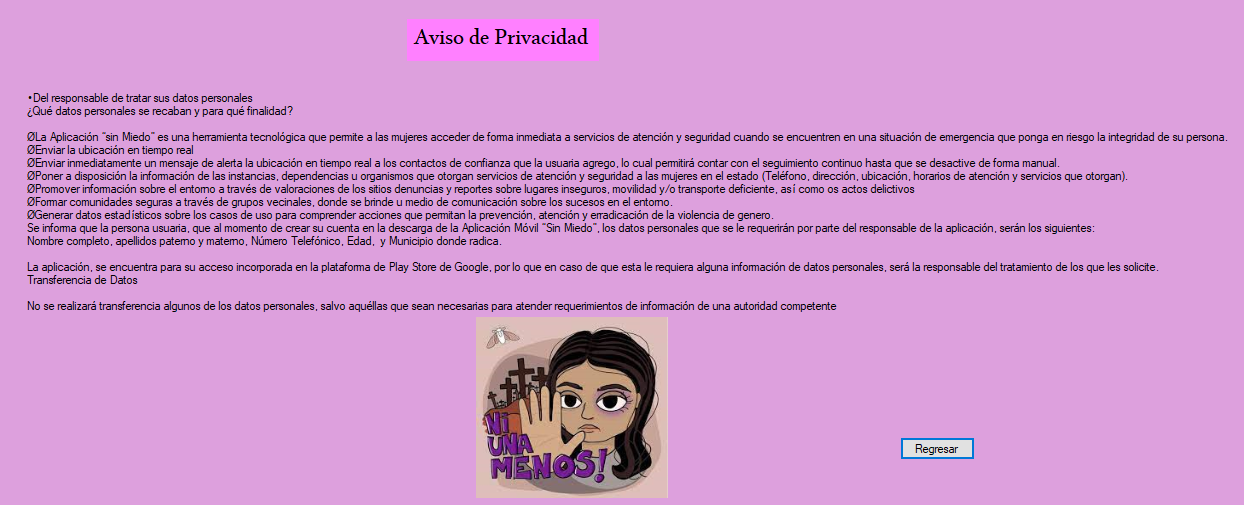 Aviso de Privacidad
•Del responsable de tratar sus datos personales
¿Qué datos personales se recaban y para qué finalidad?
ØLa Aplicación “sin Miedo” es una herramienta tecnológica que permite a las mujeres acceder de forma inmediata a servicios de atención y seguridad cuando se encuentren en una situación de emergencia que ponga en riesgo la integridad de su persona.
ØEnviar la ubicación en tiempo real
ØEnviar inmediatamente un mensaje de alerta la ubicación en tiempo real a los contactos de confianza que la usuaria agrego, lo cual permitirá contar con el seguimiento continuo hasta que se desactive de forma manual.
ØPoner a disposición la información de las instancias, dependencias u organismos que otorgan servicios de atención y seguridad a las mujeres en el estado (Teléfono, dirección, ubicación, horarios de atención y servicios que otorgan).
ØPromover información sobre el entorno a través de valoraciones de los sitios denuncias y reportes sobre lugares inseguros, movilidad y/o transporte deficiente, así como os actos delictivos
ØFormar comunidades seguras a través de grupos vecinales, donde se brinde u medio de comunicación sobre los sucesos en el entorno.
ØGenerar datos estadísticos sobre los casos de uso para comprender acciones que permitan la prevención, atención y erradicación de la violencia de genero.
Se informa que la persona usuaria, que al momento de crear su cuenta en la descarga de la Aplicación Móvil “Sin Miedo”, los datos personales que se le requerirán por parte del responsable de la aplicación, serán los siguientes:
Nombre completo, apellidos paterno y materno, Número Telefónico, Edad,  y Municipio donde radica.
La aplicación, se encuentra para su acceso incorporada en la plataforma de Play Store de Google, por lo que en caso de que esta le requiera alguna información de datos personales, será la responsable del tratamiento de los que les solicite.
Transferencia de Datos
No se realizará transferencia algunos de los datos personales, salvo aquéllas que sean necesarias para atender requerimientos de información de una autoridad competente
NI
UNA
MENOS!
Regresar